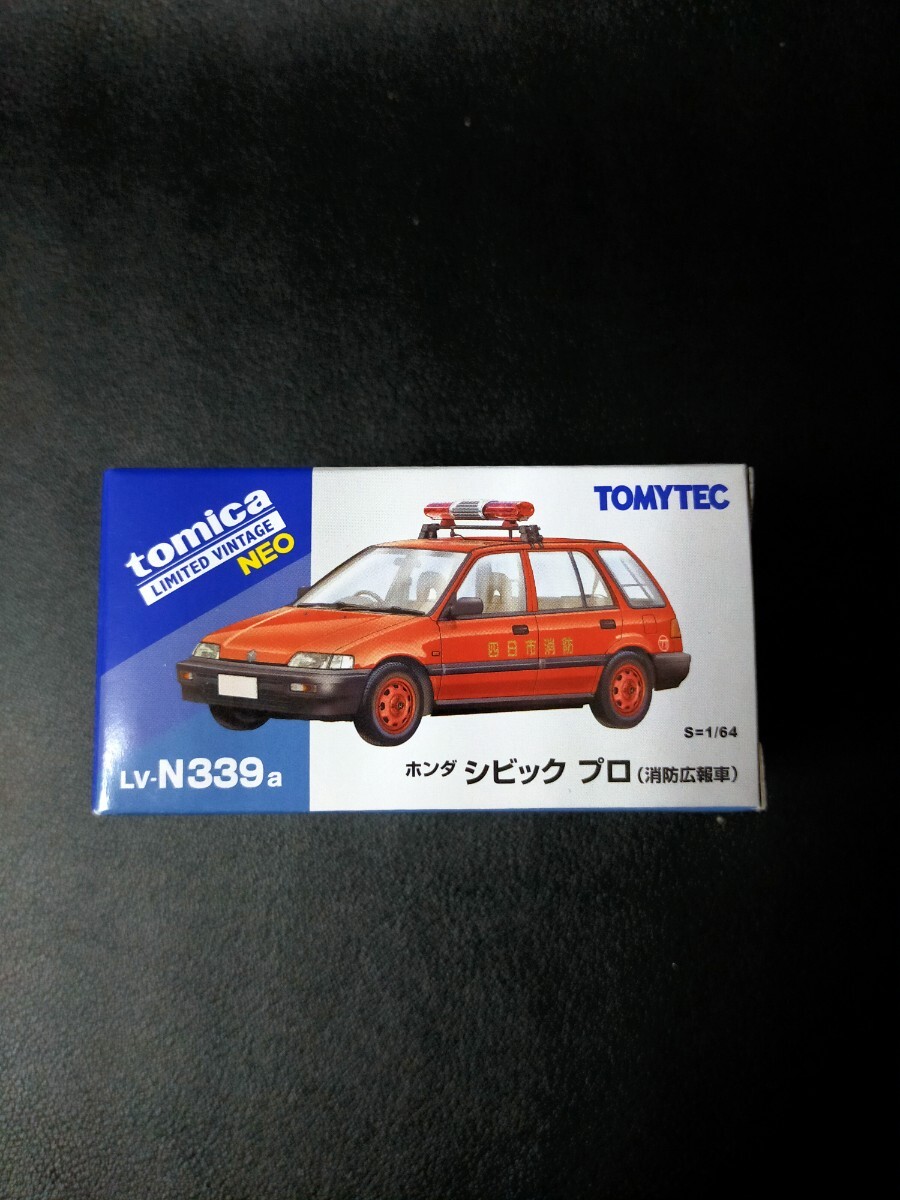 tomica
LIMITED VINTAGE
NEO
TOMYTEC
四日市消防
S=1/64
LV-N339a
ホンダ シビック プロ(消防広報車)